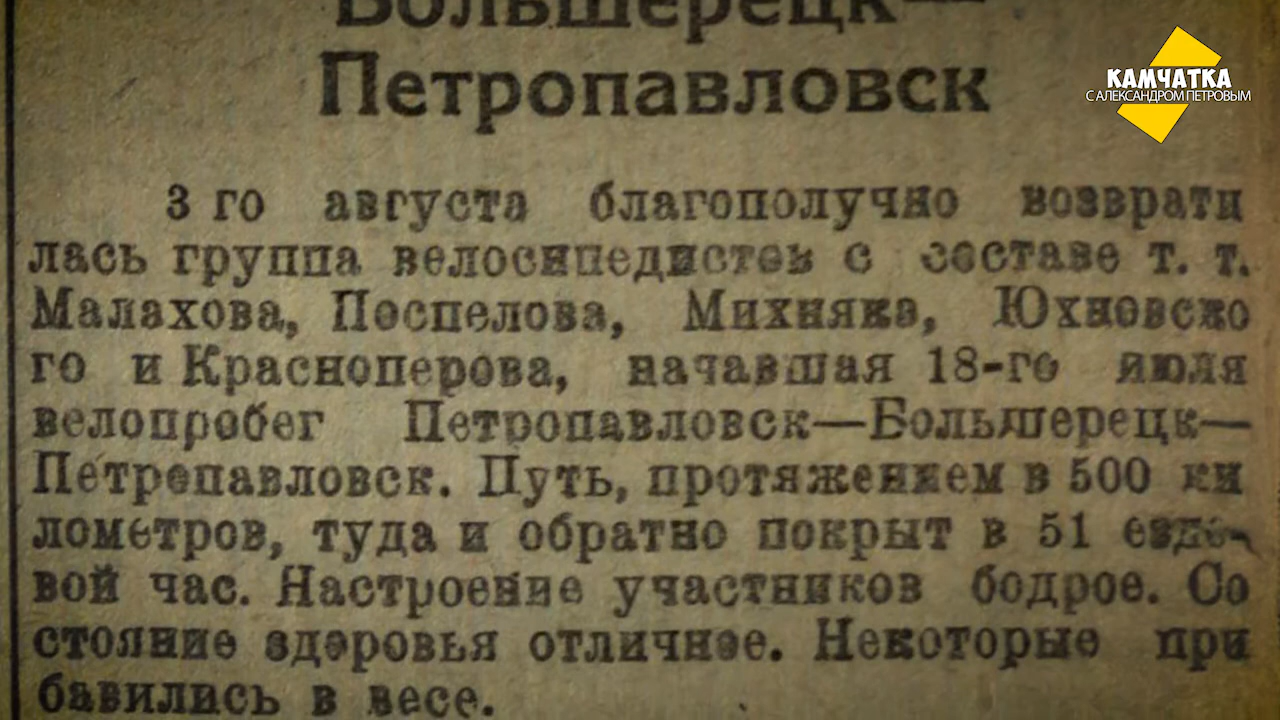 Большерецк—
Петропавловск
КАМЧАТКА
С АЛЕКСАНДРОМ ПЕТРОВЫМ
3 го августа благополучно возврати
лась группа велосипедистов с составе т. т.
Малахова, Поспелова, Михняка, Юхновско
го и Красноперова, начавшая 18-го июля
велопробег Петропавловск—Большерецк—
Петропавловск. Путь, протяжением в 500 ки
лометров, туда и обратно покрыт в 51 ездо-
вой час. Настроение участников бодрое. Со
стояние здоровья отличное. Некоторые при
бавились в весе.